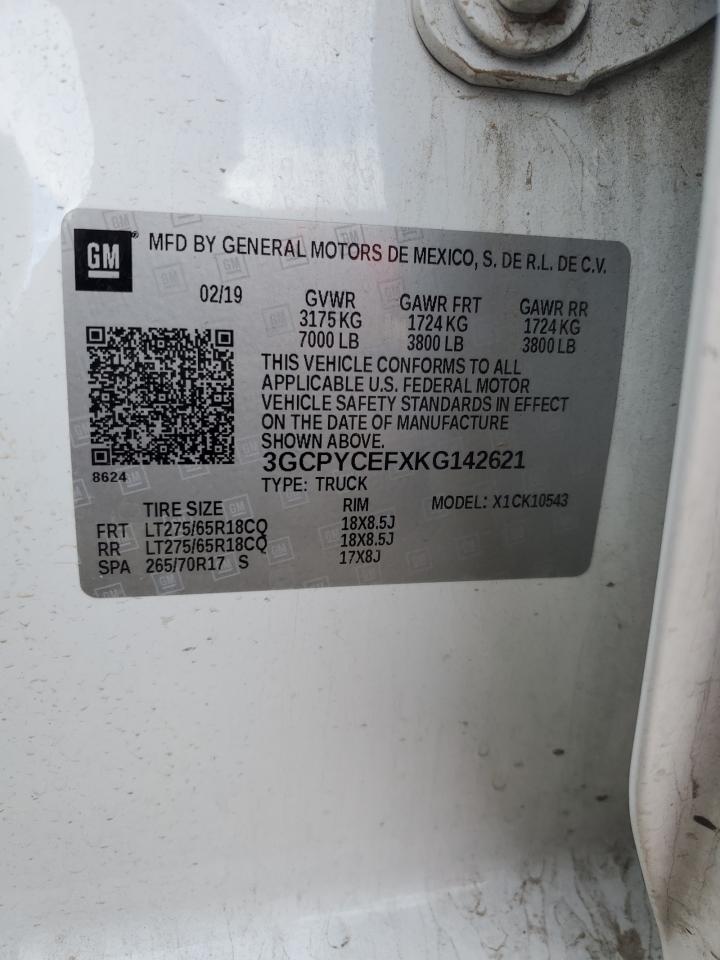 GM® MFD BY GENERAL MOTORS DE MEXICO, S. DE R.L. DE C.V.
02/19 GVWR GAWR FRT GAWR RR
3175 KG 1724 KG 1724 KG
7000 LB 3800 LB 3800 LB
THIS VEHICLE CONFORMS TO ALL
APPLICABLE U.S. FEDERAL MOTOR
VEHICLE SAFETY STANDARDS IN EFFECT
ON THE DATE OF MANUFACTURE
SHOWN ABOVE.
3GCPYCEFXKG142621
8624 TYPE: TRUCK
TIRE SIZE RIM MODEL: X1CK10543
FRT LT275/65R18CQ 18X8.5J
RR LT275/65R18CQ 18X8.5J
SPA 265/70R17 S 17X8J